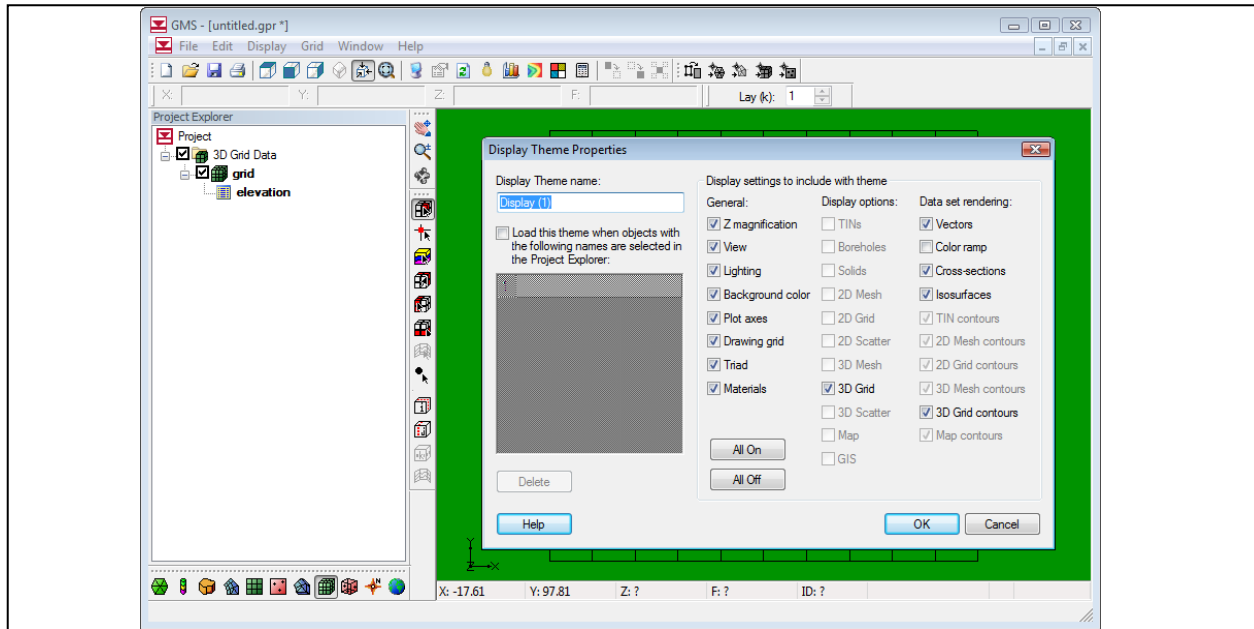 GMS - [untitled.gpr *]
File Edit Display Grid Window Help
X: Y: Z: F: Lay (k): 1
Project Explorer
Project
3D Grid Data
grid
elevation
Display Theme Properties
Display Theme name:
Display (1)
Load this theme when objects with
the following names are selected in
the Project Explorer:
1
Delete
Help
Display settings to include with theme
General:
Z magnification
View
Lighting
Background color
Plot axes
Drawing grid
Triad
Materials
All On
All Off
Display options:
TINs
Boreholes
Solids
2D Mesh
2D Grid
2D Scatter
3D Mesh
3D Grid
3D Scatter
Map
GIS
Data set rendering:
Vectors
Color ramp
Cross-sections
Isosurfaces
TIN contours
2D Mesh contours
2D Grid contours
3D Mesh contours
3D Grid contours
Map contours
OK Cancel
Y
Z X
X: -17.61 Y: 97.81 Z: ? F: ? ID: ?